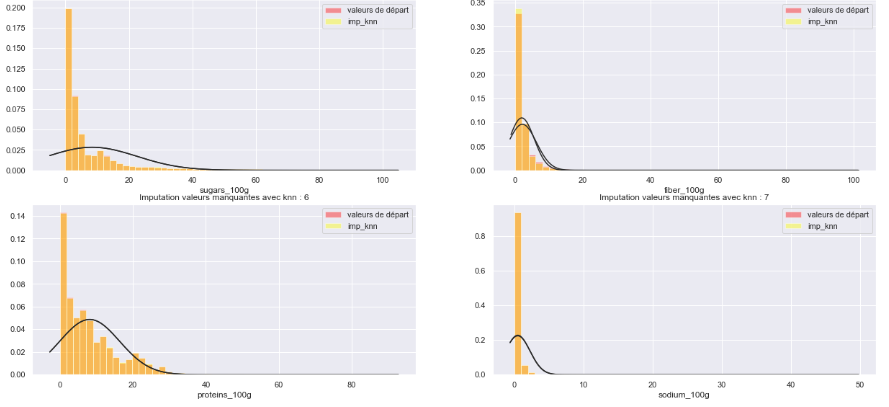 0.200
0.175
0.150
0.125
0.100
0.075
0.050
0.025
0.000
0 20 40 60 80 100
sugars_100g
valeurs de départ
imp_knn
0.35
0.30
0.25
0.20
0.15
0.10
0.05
0.00
0 20 40 60 80 100
fiber_100g
valeurs de départ
imp_knn
Imputation valeurs manquantes avec knn : 6
0.14
0.12
0.10
0.08
0.06
0.04
0.02
0.00
0 20 40 60 80
proteins_100g
valeurs de départ
imp_knn
Imputation valeurs manquantes avec knn : 7
0.8
0.6
0.4
0.2
0.0
0 10 20 30 40 50
sodium_100g
valeurs de départ
imp_knn